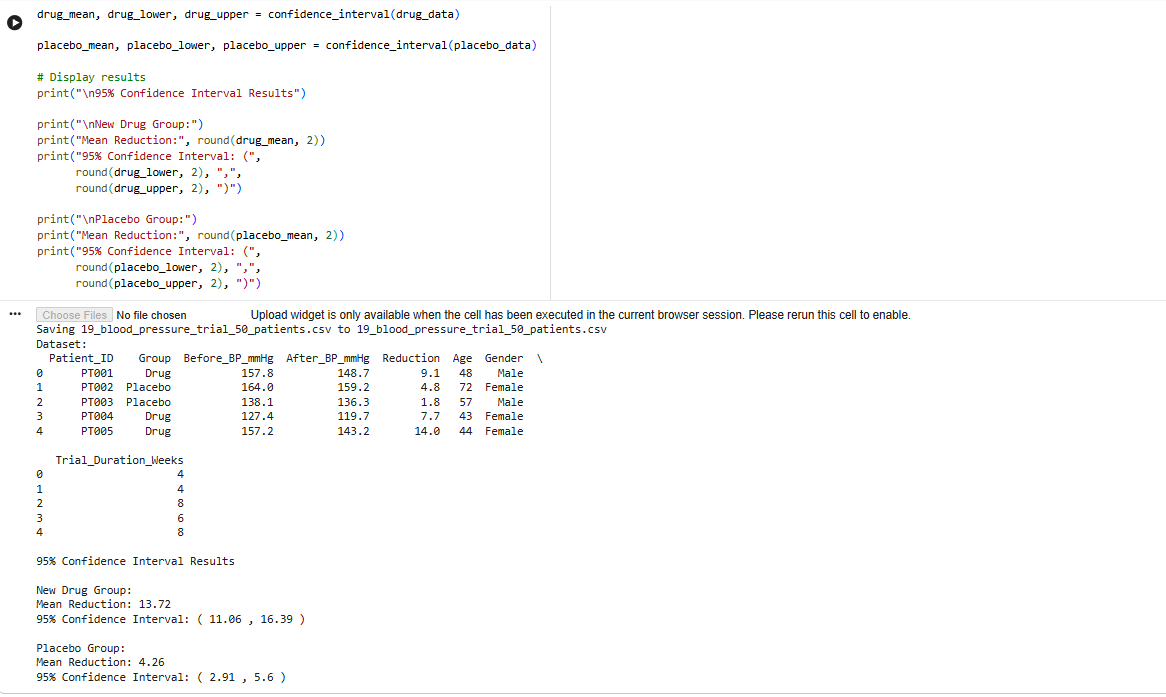 drug_mean, drug_lower, drug_upper = confidence_interval(drug_data)
placebo_mean, placebo_lower, placebo_upper = confidence_interval(placebo_data)
# Display results
print("\n95% Confidence Interval Results")
print("\nNew Drug Group:")
print("Mean Reduction:", round(drug_mean, 2))
print("95% Confidence Interval: (",
      round(drug_lower, 2), ",",
      round(drug_upper, 2), ")")
print("\nPlacebo Group:")
print("Mean Reduction:", round(placebo_mean, 2))
print("95% Confidence Interval: (",
      round(placebo_lower, 2), ",",
      round(placebo_upper, 2), ")")
Choose Files No file chosen Upload widget is only available when the cell has been executed in the current browser session. Please rerun this cell to enable.
Saving 19_blood_pressure_trial_50_patients.csv to 19_blood_pressure_trial_50_patients.csv
Dataset:
  Patient_ID    Group  Before_BP_mmHg  After_BP_mmHg  Reduction  Age  Gender  \
0      PT001     Drug           157.8          148.7        9.1   48    Male
1      PT002  Placebo           164.0          159.2        4.8   72  Female
2      PT003  Placebo           138.1          136.3        1.8   57    Male
3      PT004     Drug           127.4          119.7        7.7   43  Female
4      PT005     Drug           157.2          143.2       14.0   44  Female
   Trial_Duration_Weeks
0                     4
1                     4
2                     8
3                     6
4                     8
95% Confidence Interval Results
New Drug Group:
Mean Reduction: 13.72
95% Confidence Interval: ( 11.06 , 16.39 )
Placebo Group:
Mean Reduction: 4.26
95% Confidence Interval: ( 2.91 , 5.6 )